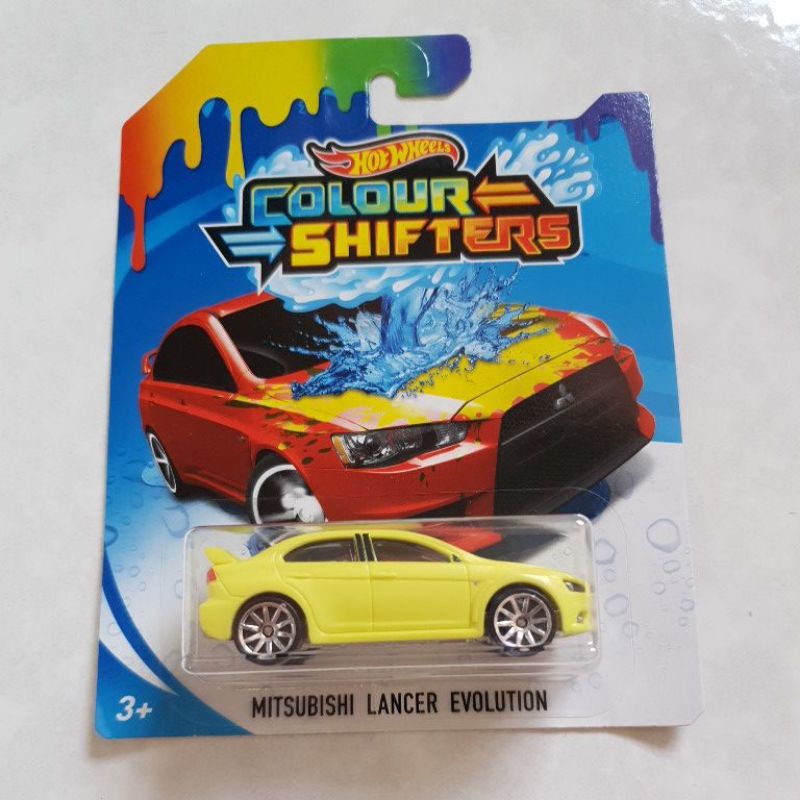 HOT WHEELS
COLOUR
SHIFTERS
MITSUBISHI LANCER EVOLUTION
3+